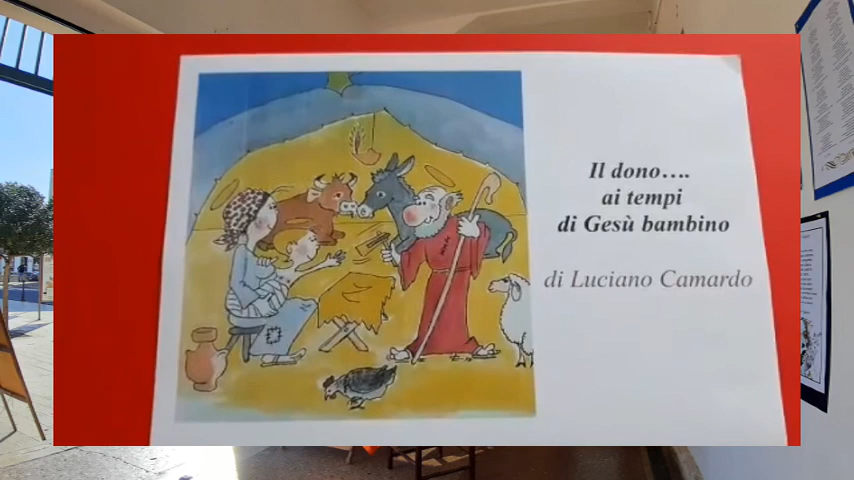 Il dono....
ai tempi
di Gesù bambino
di Luciano Camardo